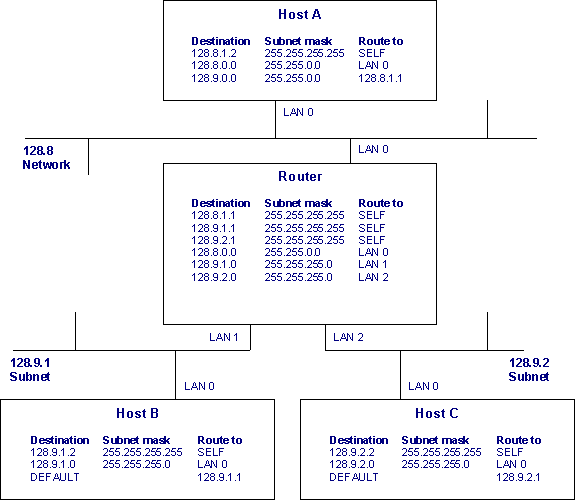 Host A
Destination Subnet mask Route to
128.8.1.2 255.255.255.255 SELF
128.8.0.0 255.255.0.0 LAN 0
128.9.0.0 255.255.0.0 128.8.1.1
LAN 0
128.8
Network
LAN 0
Router
Destination Subnet mask Route to
128.8.1.1 255.255.255.255 SELF
128.9.1.1 255.255.255.255 SELF
128.9.2.1 255.255.255.255 SELF
128.8.0.0 255.255.0.0 LAN 0
128.9.1.0 255.255.255.0 LAN 1
128.9.2.0 255.255.255.0 LAN 2
LAN 1
LAN 2
128.9.1
Subnet
128.9.2
Subnet
LAN 0
LAN 0
Host B
Destination Subnet mask Route to
128.9.1.2 255.255.255.255 SELF
128.9.1.0 255.255.255.0 LAN 0
DEFAULT 128.9.1.1
Host C
Destination Subnet mask Route to
128.9.2.2 255.255.255.255 SELF
128.9.2.0 255.255.255.0 LAN 0
DEFAULT 128.9.2.1